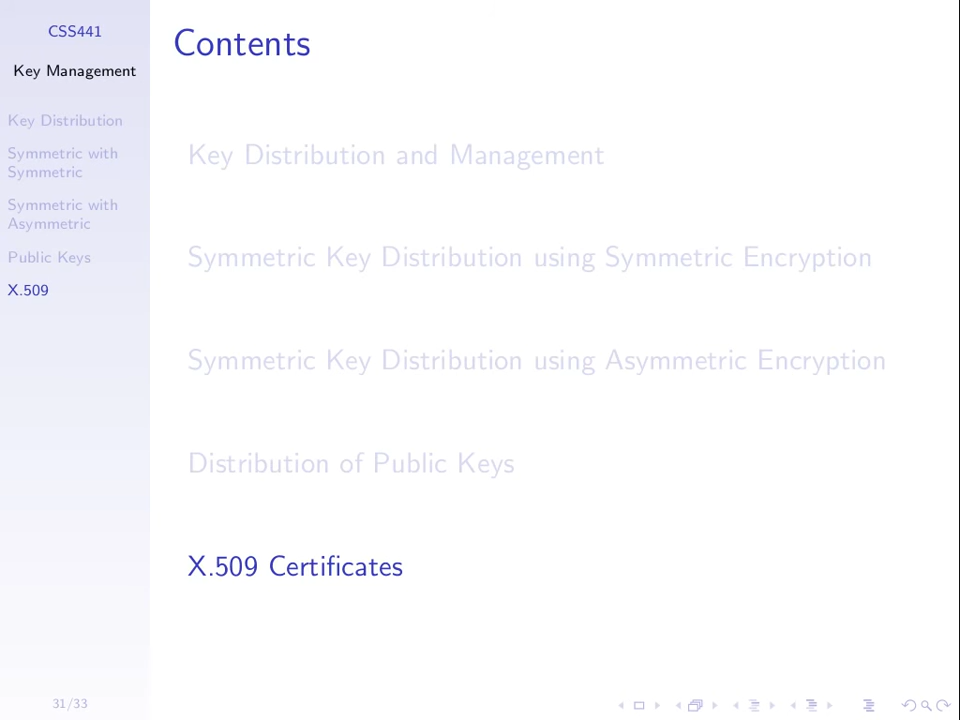 CSS441
Key Management
Key Distribution
Symmetric with
Symmetric
Symmetric with
Asymmetric
Public Keys
X.509
31/33
Contents
Key Distribution and Management
Symmetric Key Distribution using Symmetric Encryption
Symmetric Key Distribution using Asymmetric Encryption
Distribution of Public Keys
X.509 Certificates